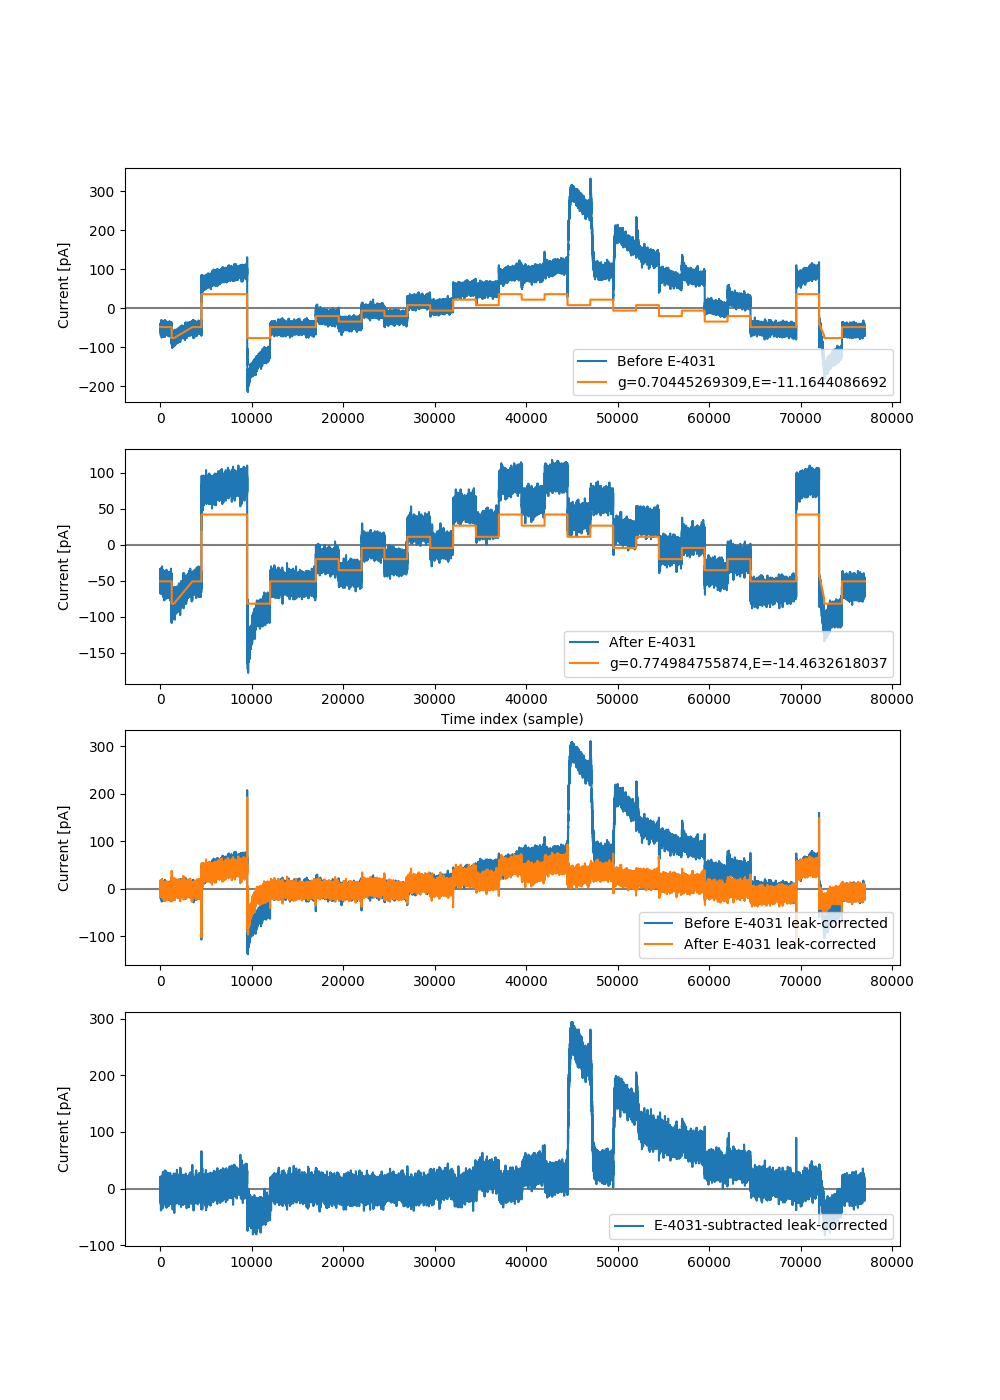 300
200
100
0
−100
−200
Current [pA]
Before E-4031
g=0.70445269309,E=-11.1644086692
0 10000 20000 30000 40000 50000 60000 70000 80000
100
50
0
−50
−100
−150
Current [pA]
After E-4031
g=0.774984755874,E=-14.4632618037
0 10000 20000 30000 40000 50000 60000 70000 80000
Time index (sample)
300
200
100
0
−100
Current [pA]
Before E-4031 leak-corrected
After E-4031 leak-corrected
0 10000 20000 30000 40000 50000 60000 70000 80000
300
200
100
0
−100
Current [pA]
E-4031-subtracted leak-corrected
0 10000 20000 30000 40000 50000 60000 70000 80000